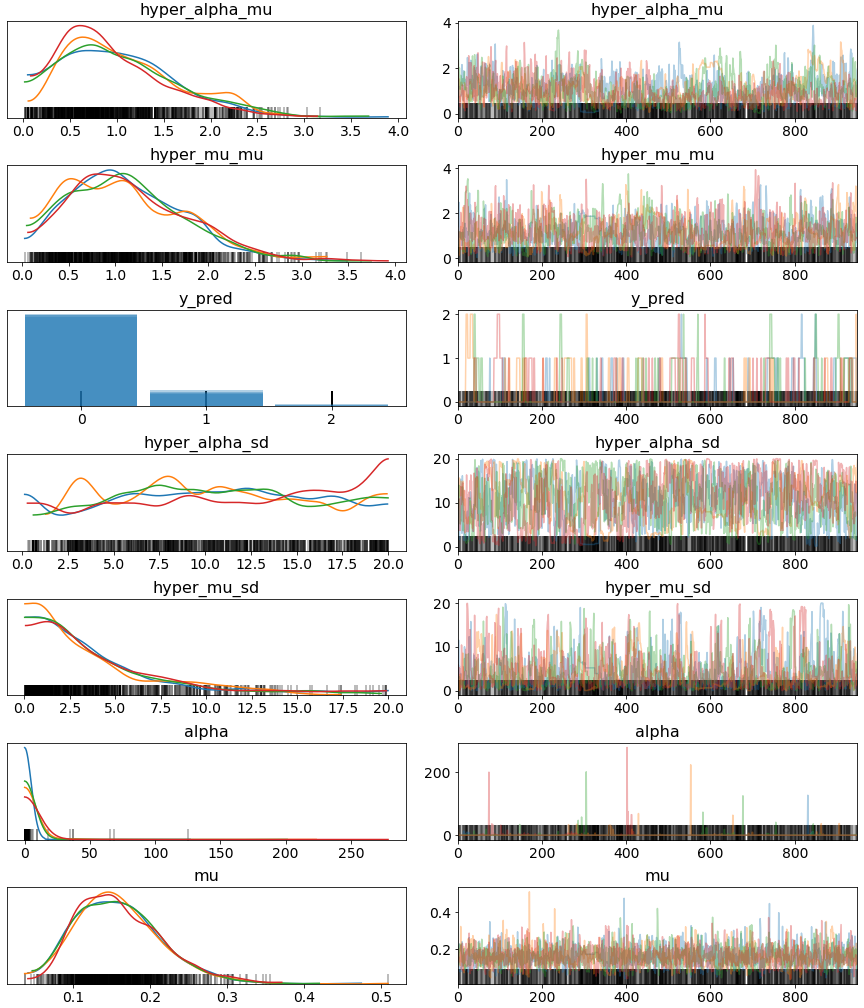 hyper_alpha_mu hyper_alpha_mu
4
2
0
0.0 0.5 1.0 1.5 2.0 2.5 3.0 3.5 4.0 0 200 400 600 800
hyper_mu_mu hyper_mu_mu
4
2
0
0.0 0.5 1.0 1.5 2.0 2.5 3.0 3.5 4.0 0 200 400 600 800
y_pred y_pred
2
1
0
0 1 2 0 200 400 600 800
hyper_alpha_sd hyper_alpha_sd
20
10
0
0.0 2.5 5.0 7.5 10.0 12.5 15.0 17.5 20.0 0 200 400 600 800
hyper_mu_sd hyper_mu_sd
20
10
0
0.0 2.5 5.0 7.5 10.0 12.5 15.0 17.5 20.0 0 200 400 600 800
alpha alpha
200
0
0 50 100 150 200 250 0 200 400 600 800
mu mu
0.4
0.2
0.1 0.2 0.3 0.4 0.5 0 200 400 600 800